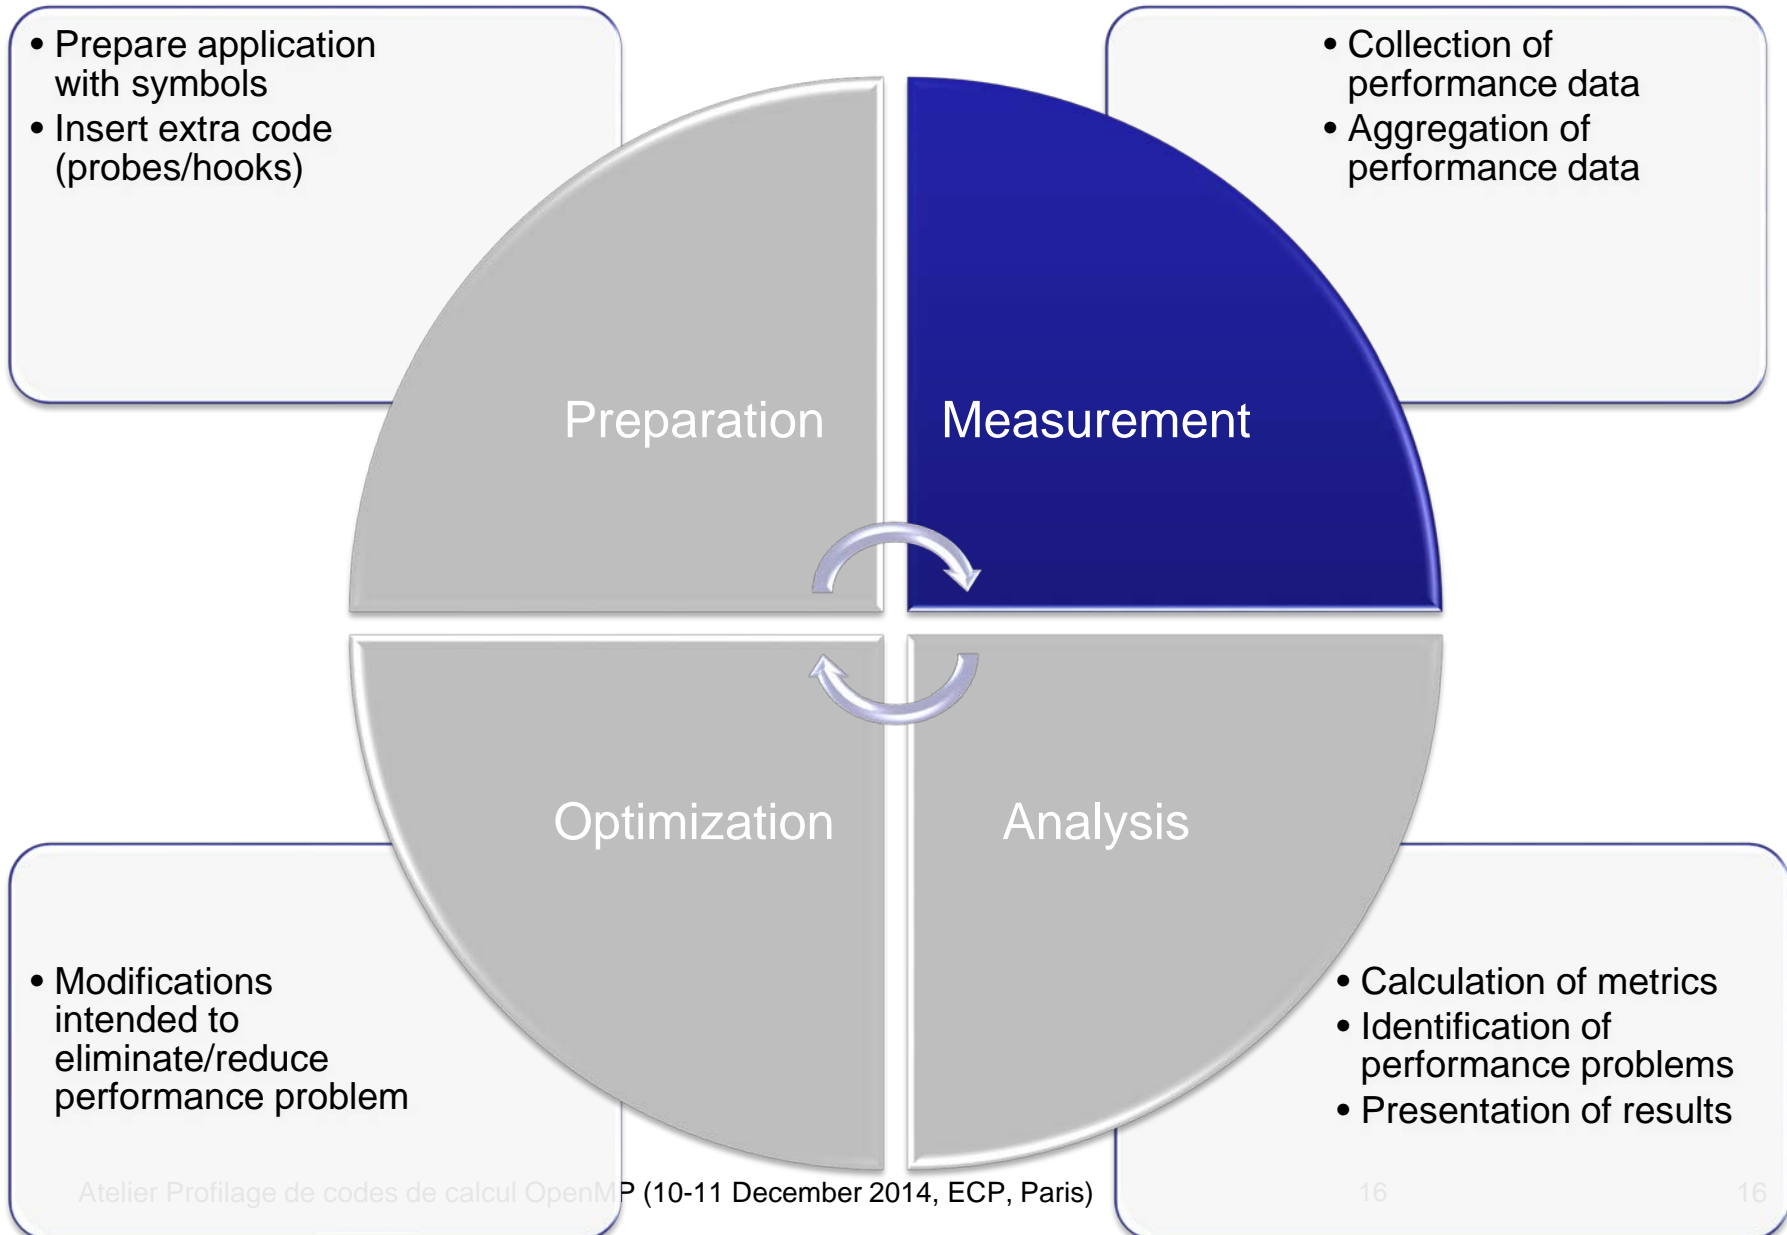 • Prepare application
with symbols
• Insert extra code
(probes/hooks)
• Collection of
performance data
• Aggregation of
performance data
Preparation
Measurement
Optimization
Analysis
• Modifications
intended to
eliminate/reduce
performance problem
• Calculation of metrics
• Identification of
performance problems
• Presentation of results
Atelier Profilage de codes de calcul OpenMP (10-11 December 2014, ECP, Paris)
16
16